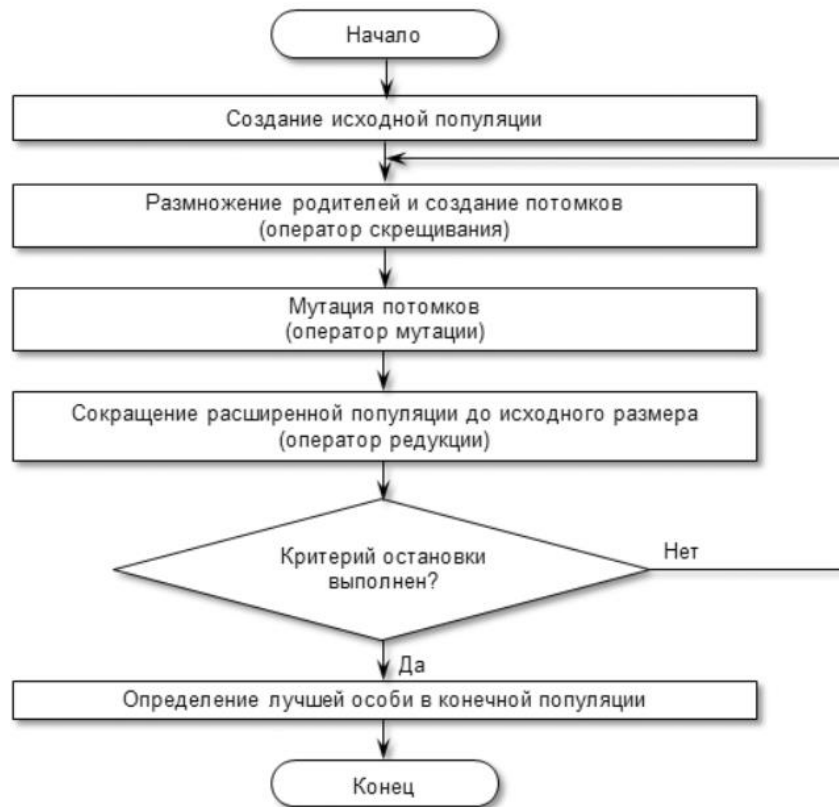 Начало
Создание исходной популяции
Размножение родителей и создание потомков
(оператор скрещивания)
Мутация потомков
(оператор мутации)
Сокращение расширенной популяции до исходного размера
(оператор редукции)
Критерий остановки
выполнен?
Нет
Да
Определение лучшей особи в конечной популяции
Конец